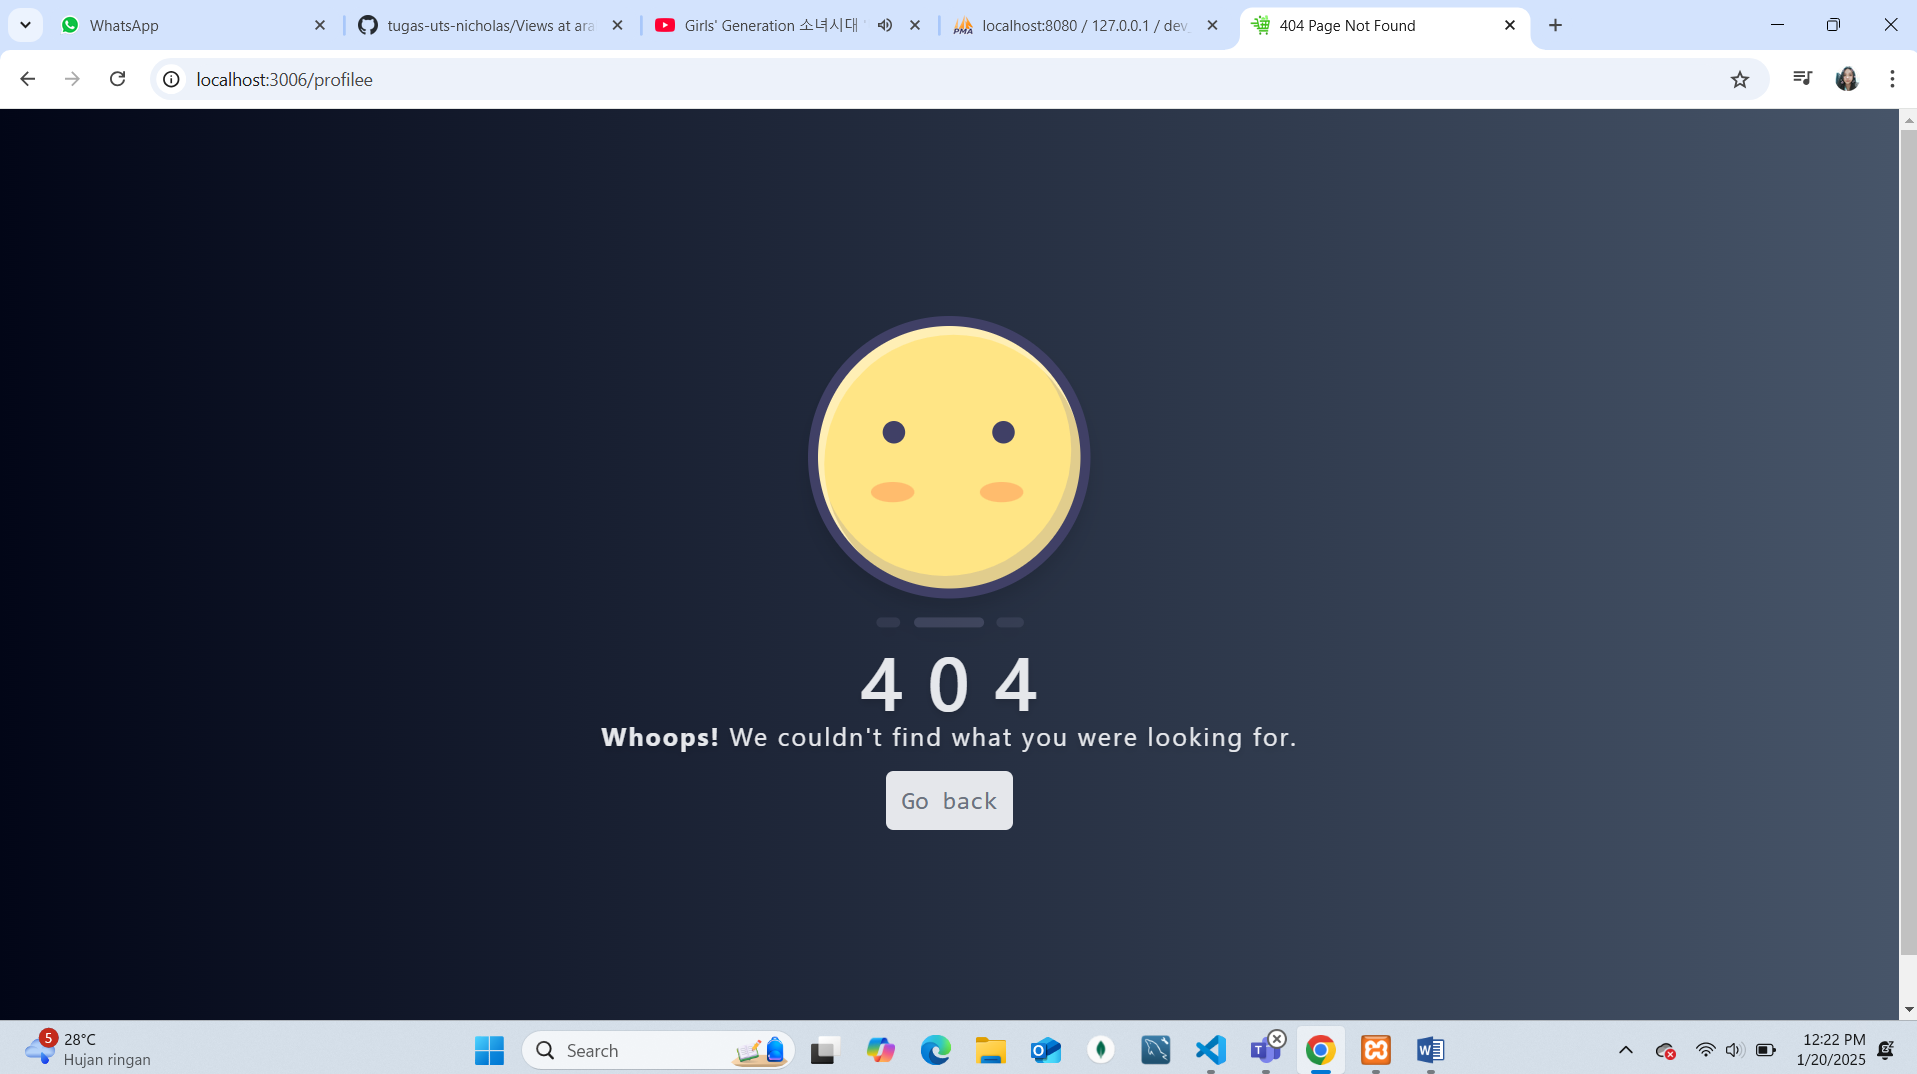 WhatsApp
tugas-uts-nicholas/Views at ara
Girls' Generation 소녀시대
localhost:8080 / 127.0.0.1 / dev_
404 Page Not Found
localhost:3006/profilee
4 0 4
Whoops! We couldn't find what you were looking for.
Go back
5
28°C
Hujan ringan
Search
12:22 PM
1/20/2025